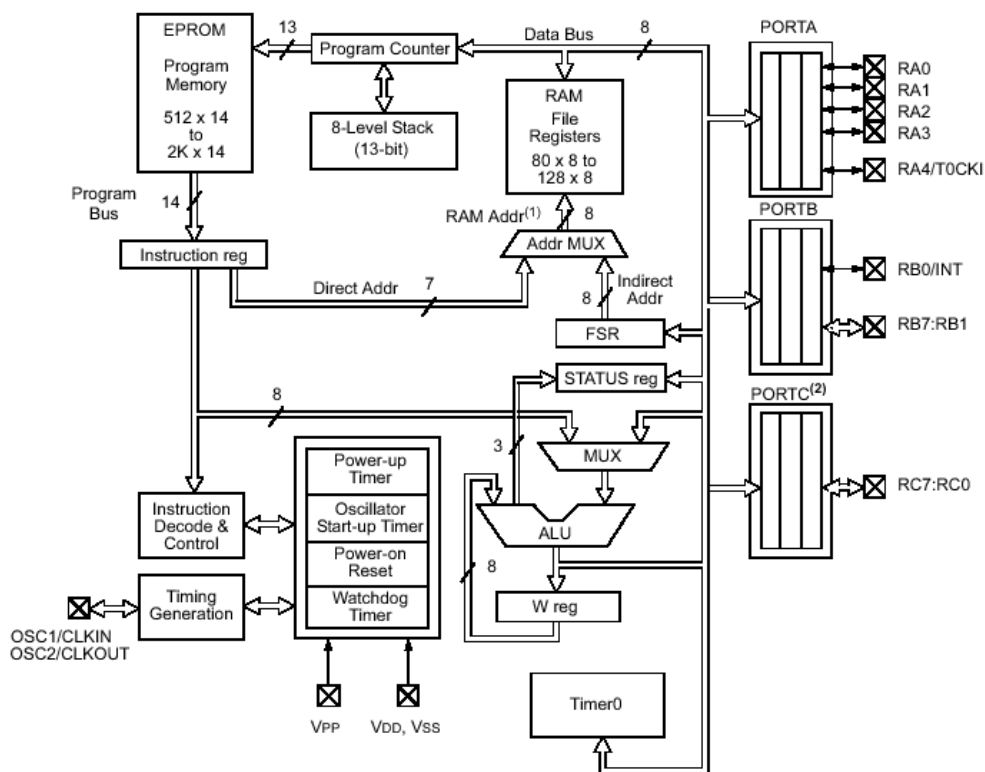 EPROM
Program
Memory
512 x 14
to
2K x 14
13
Program Counter
8-Level Stack
(13-bit)
Data Bus
8
RAM
File
Registers
80 x 8 to
128 x 8
PORTA
RA0
RA1
RA2
RA3
RA4/T0CKI
Program
Bus
14
RAM Addr(1)
8
Addr MUX
Instruction reg
Direct Addr
7
8
Indirect
Addr
FSR
PORTB
RB0/INT
RB7:RB1
STATUS reg
8
3
MUX
PORTC(2)
RC7:RC0
Power-up
Timer
Oscillator
Start-up Timer
Power-on
Reset
Watchdog
Timer
Instruction
Decode &
Control
ALU
8
W reg
Timing
Generation
OSC1/CLKIN
OSC2/CLKOUT
VPP
VDD, VSS
Timer0